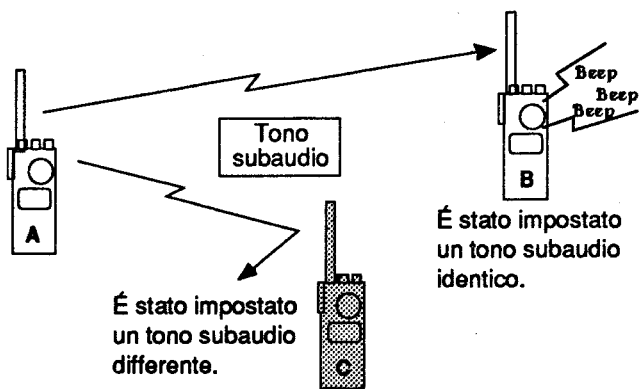 Beep
Beep
Beep
Tono
subaudio
A
B
É stato impostato
un tono subaudio
identico.
É stato impostato
un tono subaudio
differente.
C